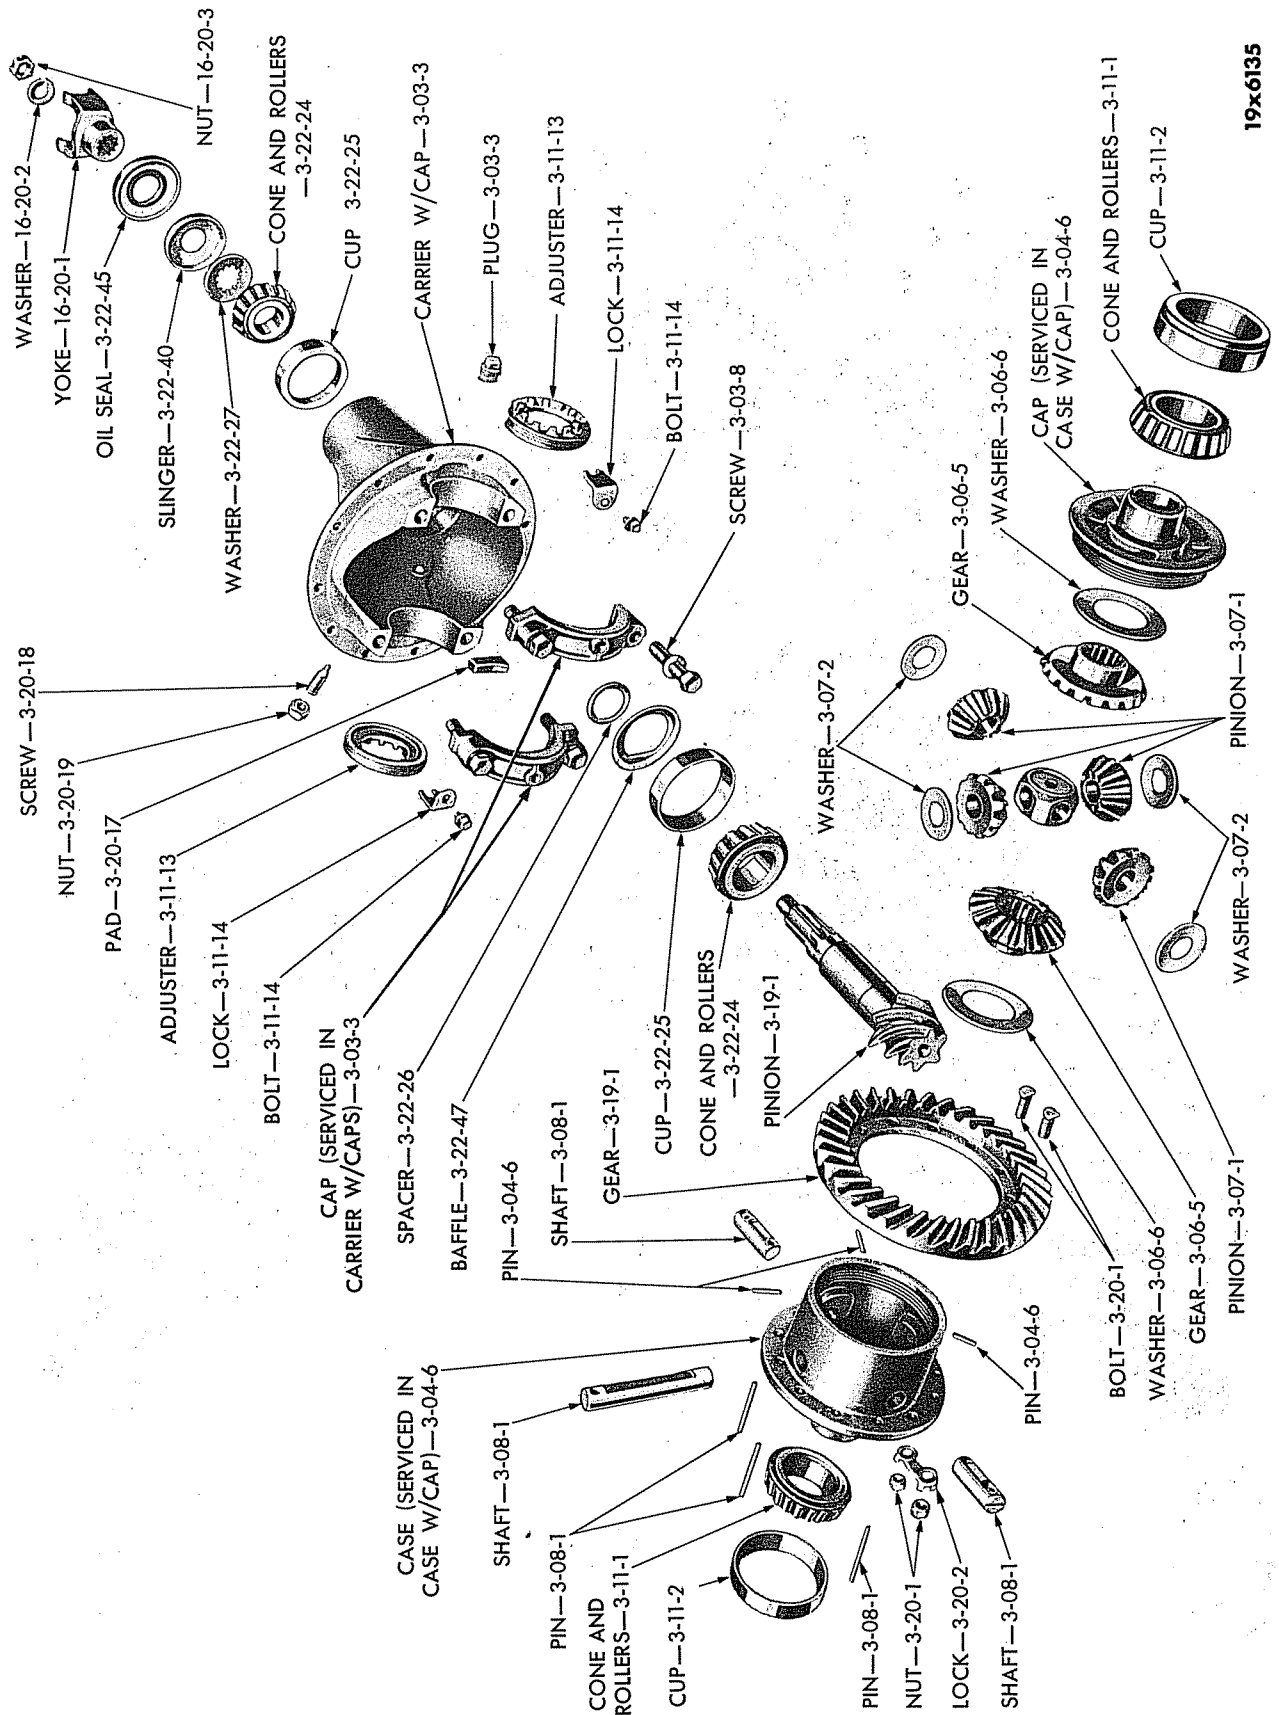 WASHER—16-20-2
YOKE—16-20-1
OIL SEAL—3-22-45
SLINGER—3-22-40
WASHER—3-22-27
NUT—16-20-3
CONE AND ROLLERS
—3-22-24
CUP 3-22-25
CARRIER W/CAP—3-03-3
PLUG—3-03-3
ADJUSTER—3-11-13
LOCK—3-11-14
BOLT—3-11-14
SCREW—3-03-8
SCREW—3-20-18
NUT—3-20-19
PAD—3-20-17
ADJUSTER—3-11-13
LOCK—3-11-14
BOLT—3-11-14
CAP (SERVICED IN
CARRIER W/CAPS)—3-03-3
SPACER—3-22-26
BAFFLE—3-22-47
PIN—3-04-6
SHAFT—3-08-1
GEAR—3-19-1
CUP—3-22-25
CONE AND ROLLERS
—3-22-24
PINION—3-19-1
WASHER—3-07-2
GEAR—3-06-5
WASHER—3-06-6
CAP (SERVICED IN
CASE W/CAP)—3-04-6
CONE AND ROLLERS—3-11-1
CUP—3-11-2
PINION—3-07-1
WASHER—3-07-2
CASE (SERVICED IN
CASE W/CAP)—3-04-6
SHAFT—3-08-1
PIN—3-08-1
CONE AND
ROLLERS—3-11-1
CUP—3-11-2
PIN—3-08-1
NUT—3-20-1
LOCK—3-20-2
SHAFT—3-08-1
PIN—3-04-6
BOLT—3-20-1
WASHER—3-06-6
GEAR—3-06-5
PINION—3-07-1
19x6135